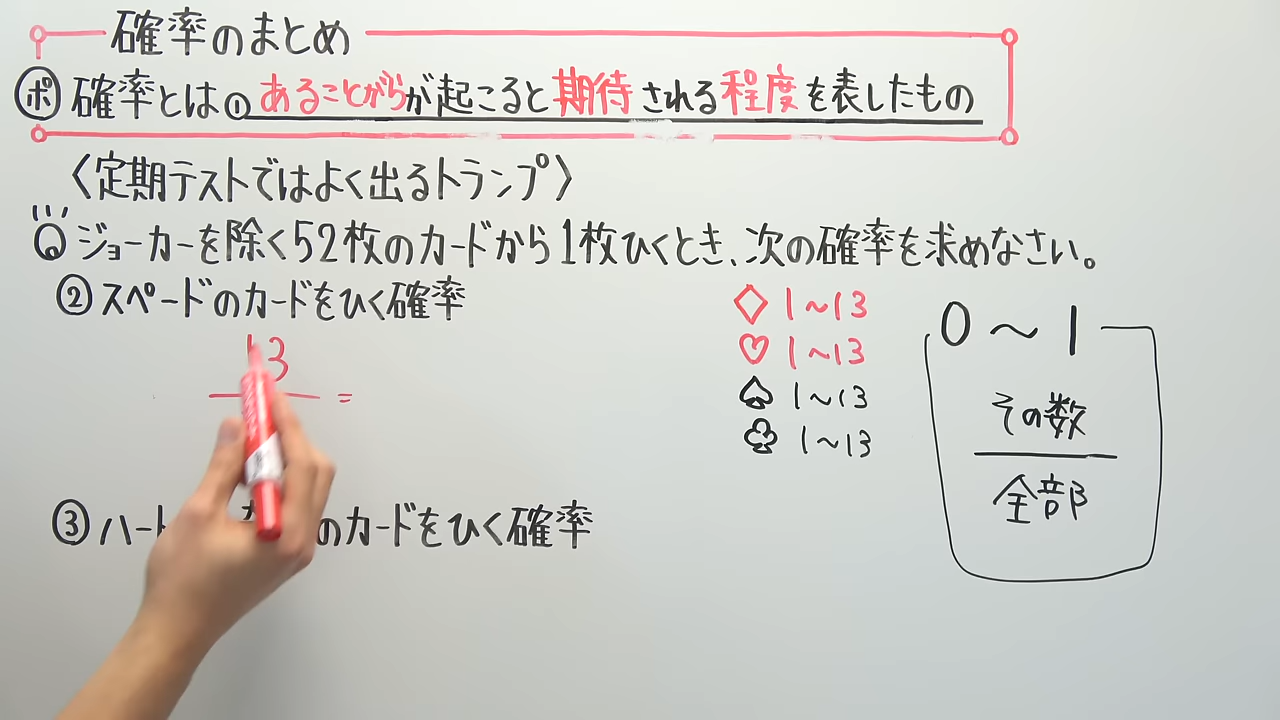 確率のまとめ
ポ 確率とは①あることがらが起こると期待される程度を表したもの
〈定期テストではよく出るトランプ〉
Q ジョーカーを除く52枚のカードから1枚ひくとき、次の確率を求めなさい。
②スペードのカードをひく確率
13
=
③ハート のカードをひく確率
♢ 1~13
♡ 1~13
♤ 1~13
♧ 1~13
0~1
その数
全部